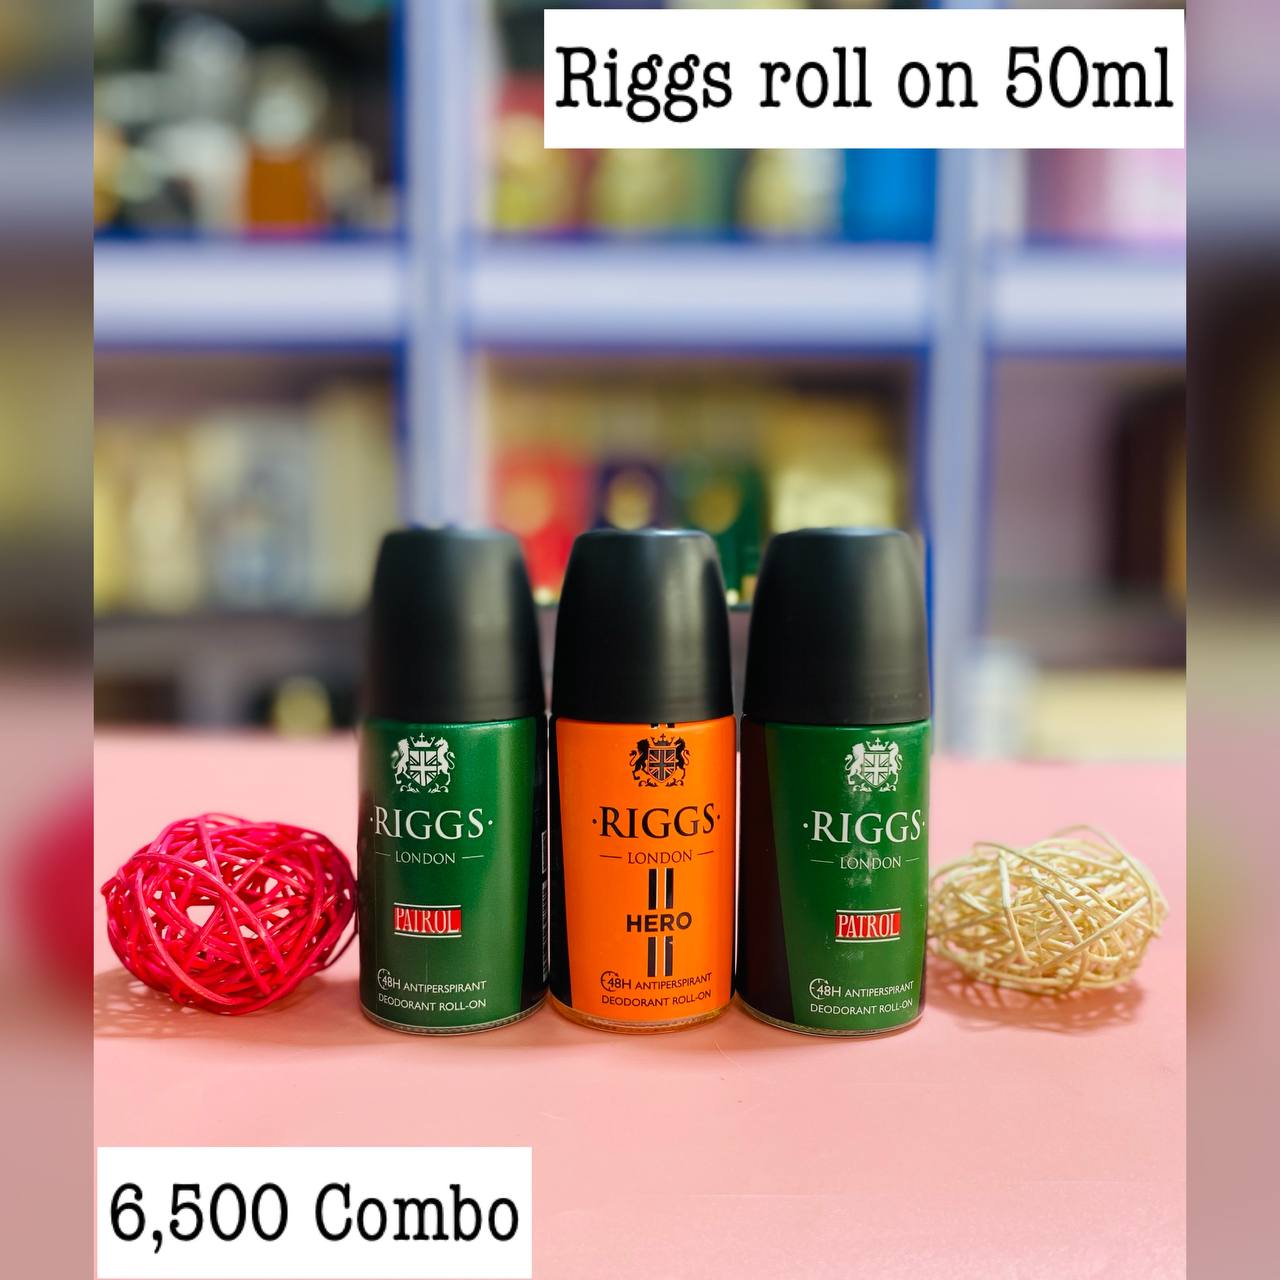 Riggs roll on 50ml
·RIGGS·
LONDON
PATROL
48H ANTIPERSPIRANT
DEODORANT ROLL-ON
·RIGGS·
LONDON
HERO
48H ANTIPERSPIRANT
DEODORANT ROLL-ON
·RIGGS·
LONDON
PATROL
48H ANTIPERSPIRANT
DEODORANT ROLL-ON
6,500 Combo